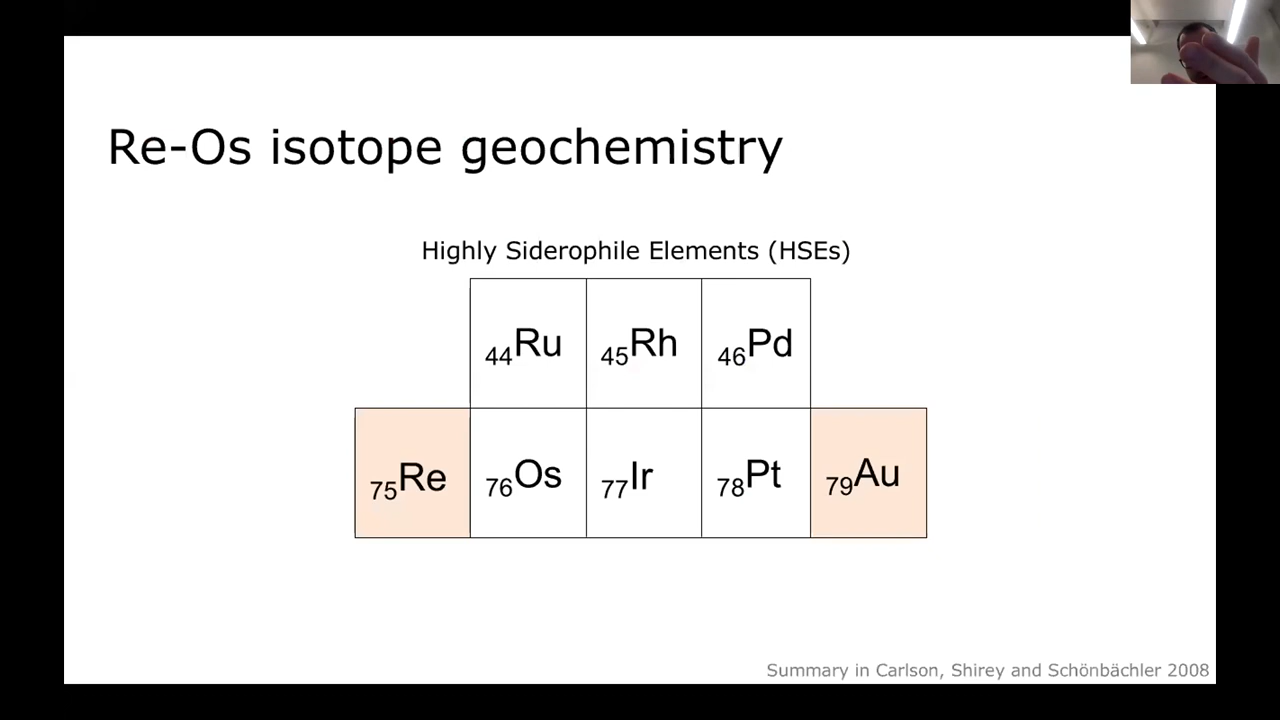 Re-Os isotope geochemistry
Highly Siderophile Elements (HSEs)
44Ru 45Rh 46Pd
75Re 76Os 77Ir 78Pt 79Au
Summary in Carlson, Shirey and Schönbächler 2008